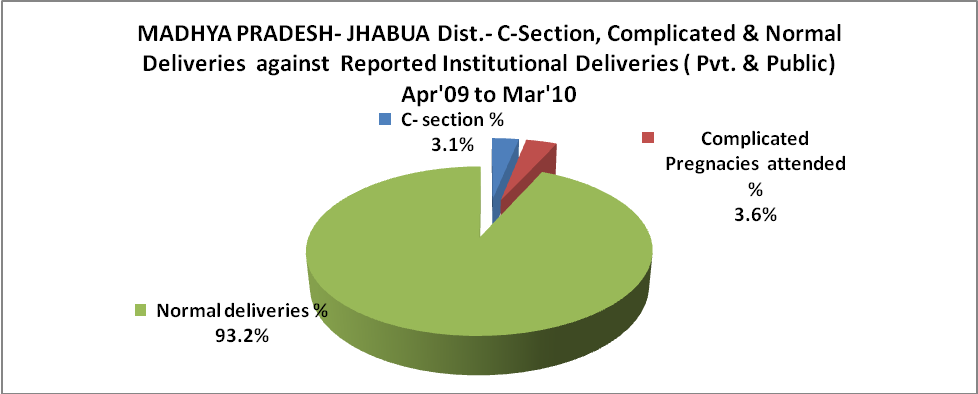 MADHYA PRADESH- JHABUA Dist.- C-Section, Complicated & Normal
Deliveries against Reported Institutional Deliveries ( Pvt. & Public)
Apr'09 to Mar'10
C- section %
3.1%
Complicated
Pregnacies attended
%
3.6%
Normal deliveries %
93.2%